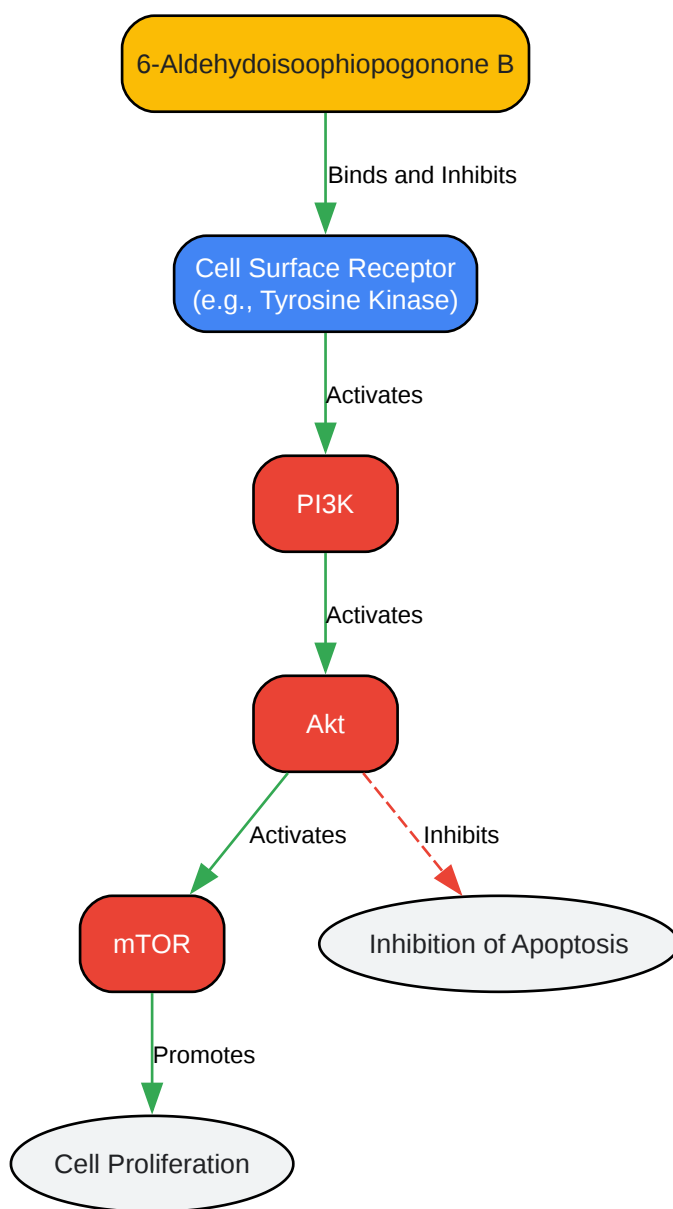 6-Aldehydoisoophiopogonone B
Binds and Inhibits
Cell Surface Receptor
(e.g., Tyrosine Kinase)
Activates
PI3K
Activates
Akt
Activates
Inhibits
mTOR
Inhibition of Apoptosis
Promotes
Cell Proliferation